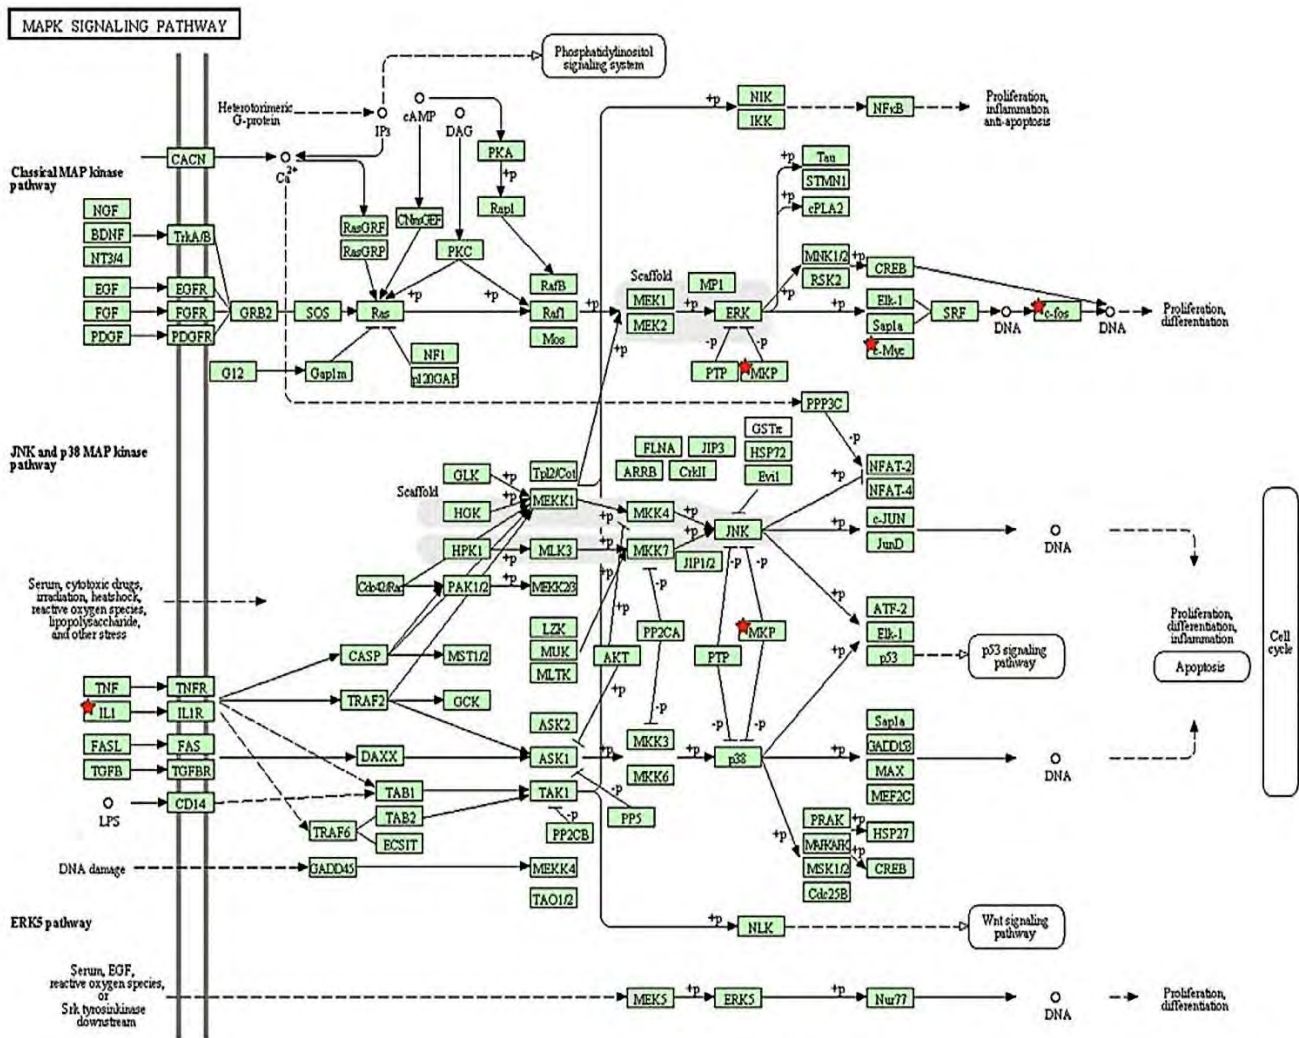 MAPK SIGNALING PATHWAY
Phosphatidylinositol
signaling system
Heterotorimeric
G-protein
IP3
cAMP
DAG
NIK
IKK
NFκB
Proliferation,
inflammation
anti-apoptosis
+p
CACN
Ca2+
PKA
+p
Tau
STMN1
cPLA2
+p
+p
Classical MAP kinase
pathway
NGF
BDNF
NT3/4
TrkA/B
RasGRF
RasGRP
CNrasGEF
Rap1
PKC
RafB
Scaffold
MP1
MNK1/2
RSK2
+p
CREB
EGF
EGFR
FGF
FGFR
PDGF
PDGFR
GRB2
SOS
Ras
+p
+p
Raf1
Mos
+p
MEK1
MEK2
+p
ERK
+p
+p
Elk-1
Sap1a
c-Myc
SRF
DNA
c-fos
DNA
Proliferation,
differentiation
G12
Gap1m
NF1
p120GAP
+p
-p
-p
PTP
MKP
PPP3C
-p
JNK and p38 MAP kinase
pathway
GLK
HGK
Scaffold
+p
+p
Tpl2/Cot
MEKK1
FLNA
JIP3
ARRB
CrkII
GSTπ
HSP72
Evi1
NFAT-2
NFAT-4
+p
+p
MKK4
+p
JNK
+p
c-JUN
JunD
DNA
HPK1
+p
MLK3
+p
MKK7
+p
JIP1/2
Cdc42/Rac
PAK1/2
+p
MEKK2/3
-p
-p
-p
+p
+p
Serum, cytotoxic drugs,
irradiation, heatshock,
reactive oxygen species,
lipopolysaccharide,
and other stress
LZK
MUK
MLTK
PP2CA
AKT
PTP
MKP
ATF-2
Elk-1
p53
+p
p53 signaling
pathway
Proliferation,
differentiation,
inflammation
Apoptosis
Cell
cycle
CASP
MST1/2
TNF
TNFR
IL1
IL1R
TRAF2
GCK
ASK2
+p
-p
-p
-p
FASL
FAS
DAXX
ASK1
+p
MKK3
MKK6
+p
p38
+p
Sap1a
GADD153
MAX
MEF2C
DNA
TGFB
TGFBR
LPS
CD14
TAB1
TAB2
TAK1
-p
-p
PP5
PP2CB
TRAF6
ECSIT
+p
PRAK
MAPKAPK
MSK1/2
Cdc25B
+p
+p
HSP27
CREB
DNA damage
GADD45
MEKK4
TAO1/2
ERK5 pathway
+p
NLK
Wnt signaling
pathway
Serum, EGF,
reactive oxygen species,
or
Srk tyrosinkinase
downstream
MEK5
+p
ERK5
+p
Nur77
DNA
Proliferation,
differentiation